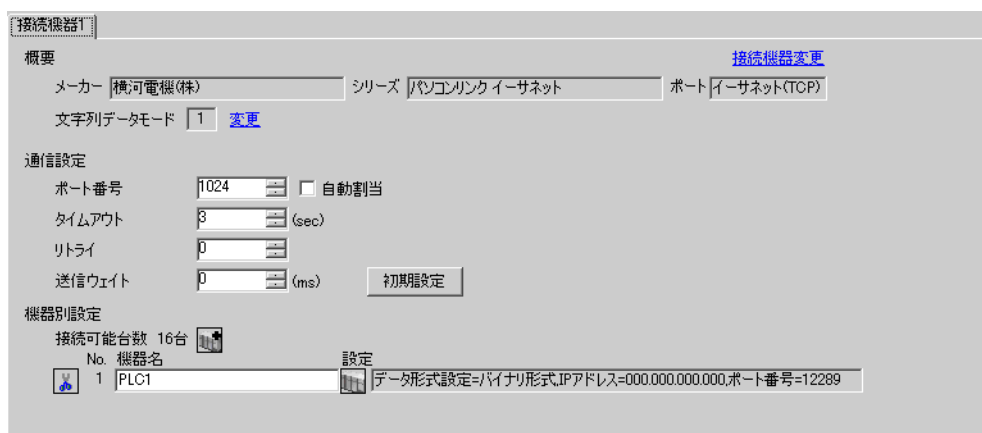 接続機器1
概要
接続機器変更
メーカー 横河電機(株) シリーズ パソコンリンク イーサネット ポート イーサネット(TCP)
文字列データモード 1 変更
通信設定
ポート番号 1024 自動割当
タイムアウト 3 (sec)
リトライ 0
送信ウェイト 0 (ms) 初期設定
機器別設定
接続可能台数 16台
No. 機器名 設定
1 PLC1 データ形式設定=バイナリ形式,IPアドレス=000.000.000.000,ポート番号=12289